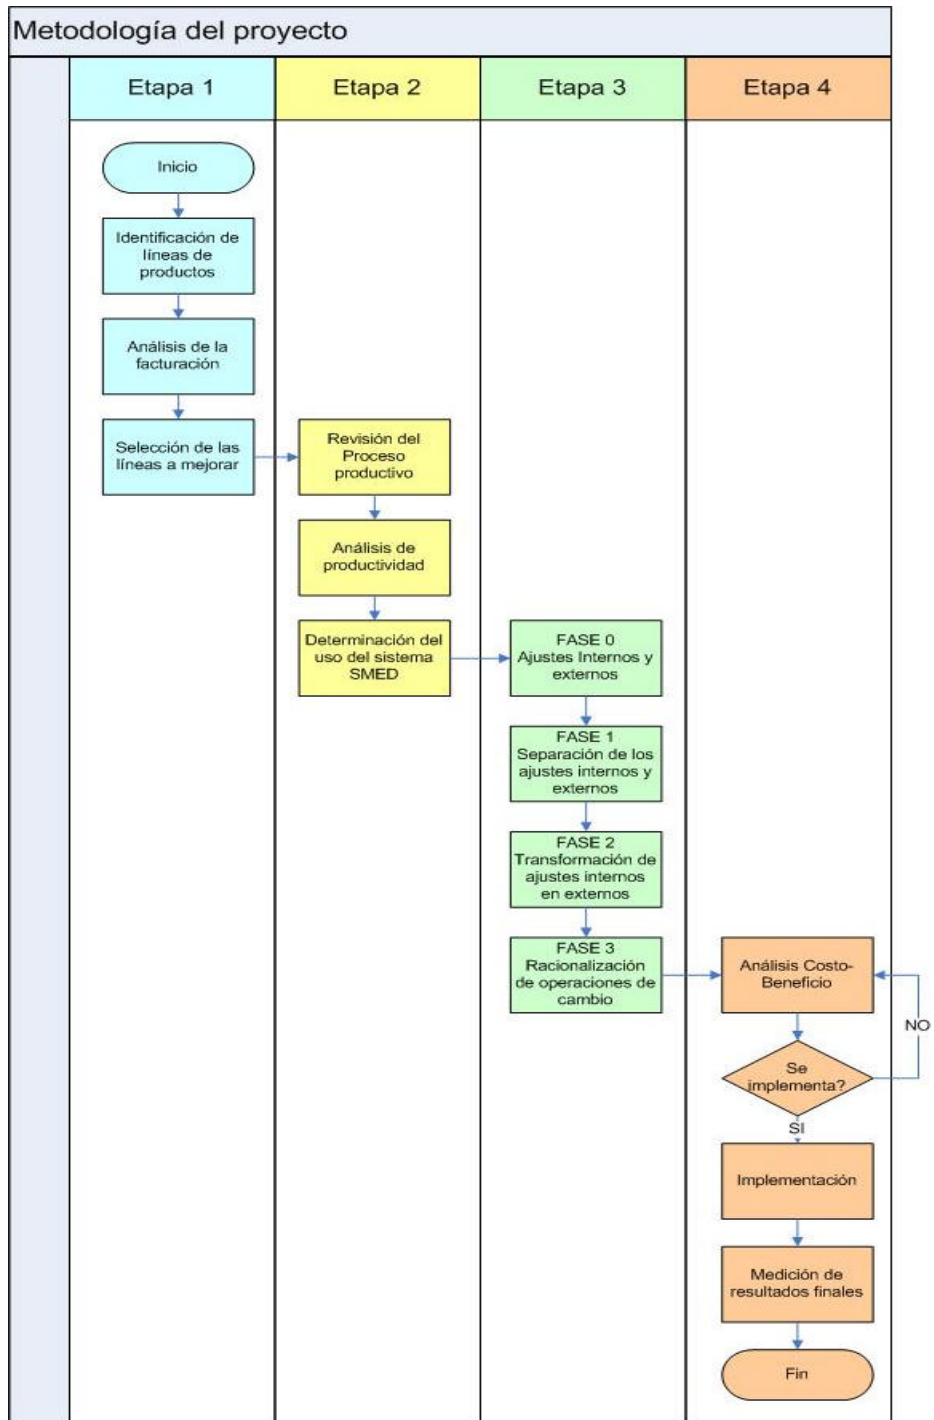 Metodología del proyecto
Etapa 1
Etapa 2
Etapa 3
Etapa 4
Inicio
Identificación de
líneas de
productos
Análisis de la
facturación
Selección de las
líneas a mejorar
Revisión del
Proceso
productivo
Análisis de
productividad
Determinación del
uso del sistema
SMED
FASE 0
Ajustes Internos y
externos
FASE 1
Separación de los
ajustes internos y
externos
FASE 2
Transformación de
ajustes internos
en externos
FASE 3
Racionalización
de operaciones de
cambio
Análisis Costo-
Beneficio
NO
Se
implementa?
SI
Implementación
Medición de
resultados finales
Fin